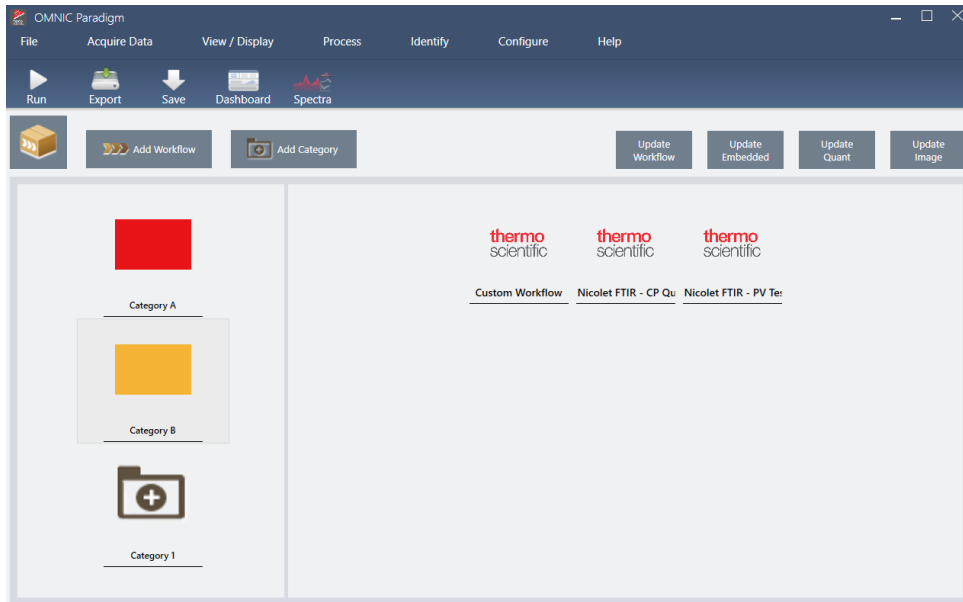 OMNIC Paradigm
File Acquire Data View / Display Process Identify Configure Help
Run Export Save Dashboard Spectra
Add Workflow Add Category Update Workflow Update Embedded Update Quant Update Image
Category A
Category B
Category 1
thermo scientific thermo scientific thermo scientific
Custom Workflow Nicolet FTIR - CP Qu Nicolet FTIR - PV Tes